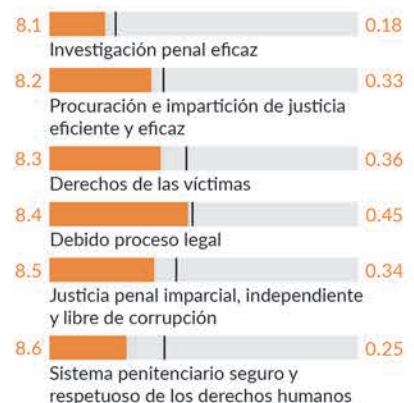 8.1 0.18
Investigación penal eficaz
8.2 0.33
Procuración e impartición de justicia
eficiente y eficaz
8.3 0.36
Derechos de las víctimas
8.4 0.45
Debido proceso legal
8.5 0.34
Justicia penal imparcial, independiente
y libre de corrupción
8.6 0.25
Sistema penitenciario seguro y
respetuoso de los derechos humanos